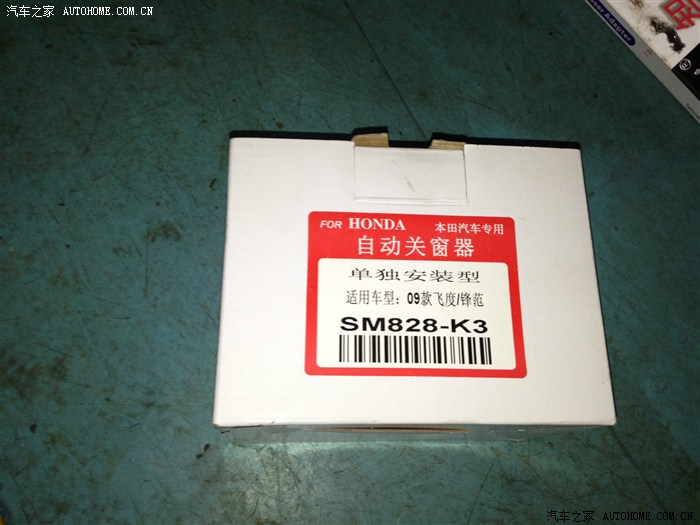 汽车之家 AUTOHOME.COM.CN
Adapter
FOR HONDA 本田汽车专用
自动关窗器
单独安装型
适用车型：09款飞度/锋范
SM828-K3
汽车之家 AUTOHOME.COM.CN